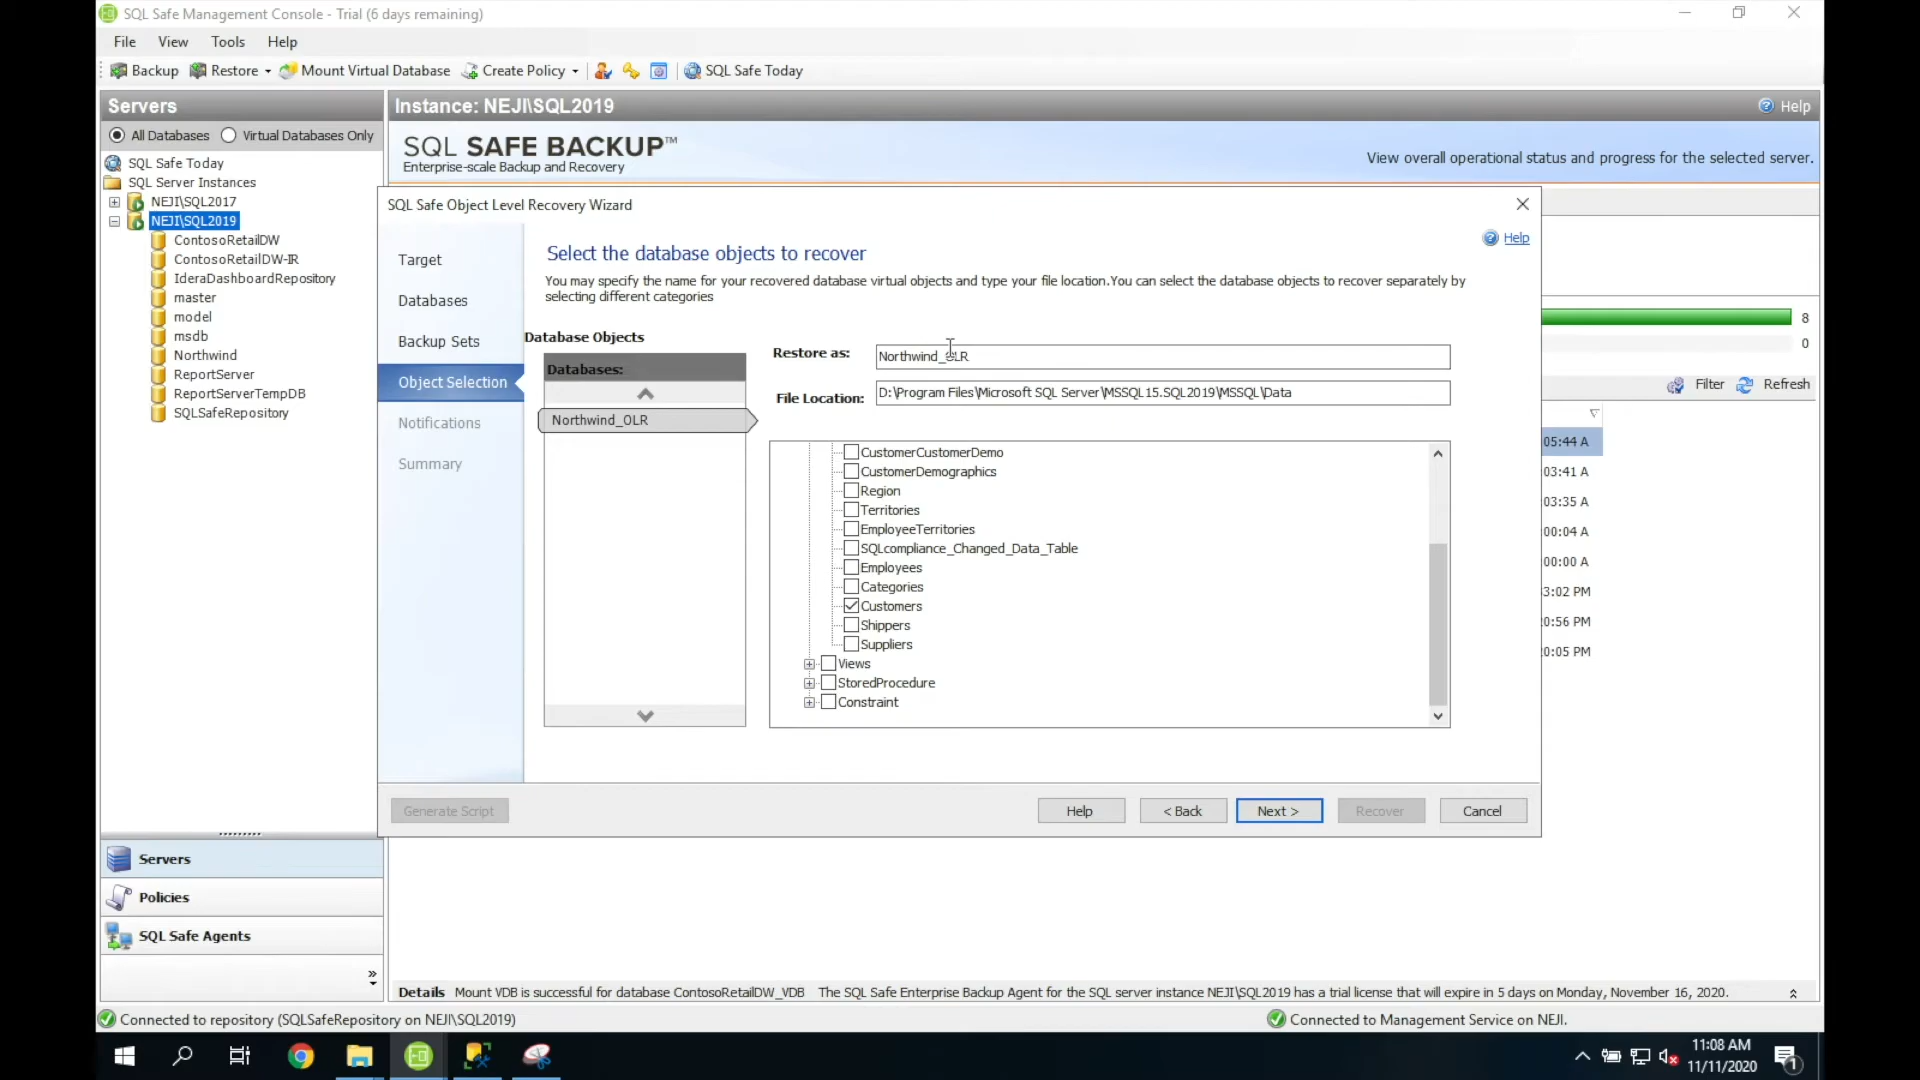 SQL Safe Management Console - Trial (6 days remaining)
File View Tools Help
Backup Restore Mount Virtual Database Create Policy SQL Safe Today
Servers
All Databases Virtual Databases Only
SQL Safe Today
SQL Server Instances
NEJI\SQL2017
NEJI\SQL2019
ContosoRetailDW
ContosoRetailDW-IR
IderaDashboardRepository
master
model
msdb
Northwind
ReportServer
ReportServerTempDB
SQLSafeRepository
Servers
Policies
SQL Safe Agents
Instance: NEJI\SQL2019
Help
SQL SAFE BACKUP™
Enterprise-scale Backup and Recovery
View overall operational status and progress for the selected server.
SQL Safe Object Level Recovery Wizard
Target
Databases
Backup Sets
Object Selection
Notifications
Summary
Help
Select the database objects to recover
You may specify the name for your recovered database virtual objects and type your file location.You can select the database objects to recover separately by
selecting different categories
Database Objects
Databases:
Northwind_OLR
Restore as: Northwind_OLR
File Location: D:\Program Files\Microsoft SQL Server\MSSQL15.SQL2019\MSSQL\Data
CustomerCustomerDemo
CustomerDemographics
Region
Territories
EmployeeTerritories
SQLcompliance_Changed_Data_Table
Employees
Categories
Customers
Shippers
Suppliers
Views
StoredProcedure
Constraint
Generate Script Help < Back Next > Recover Cancel
8
0
Filter Refresh
05:44 A
03:41 A
03:35 A
00:04 A
00:00 A
3:02 PM
0:56 PM
0:05 PM
Details Mount VDB is successful for database ContosoRetailDW_VDB The SQL Safe Enterprise Backup Agent for the SQL server instance NEJI\SQL2019 has a trial license that will expire in 5 days on Monday, November 16, 2020.
Connected to repository (SQLSafeRepository on NEJI\SQL2019)
Connected to Management Service on NEJI.
11:08 AM
11/11/2020
1